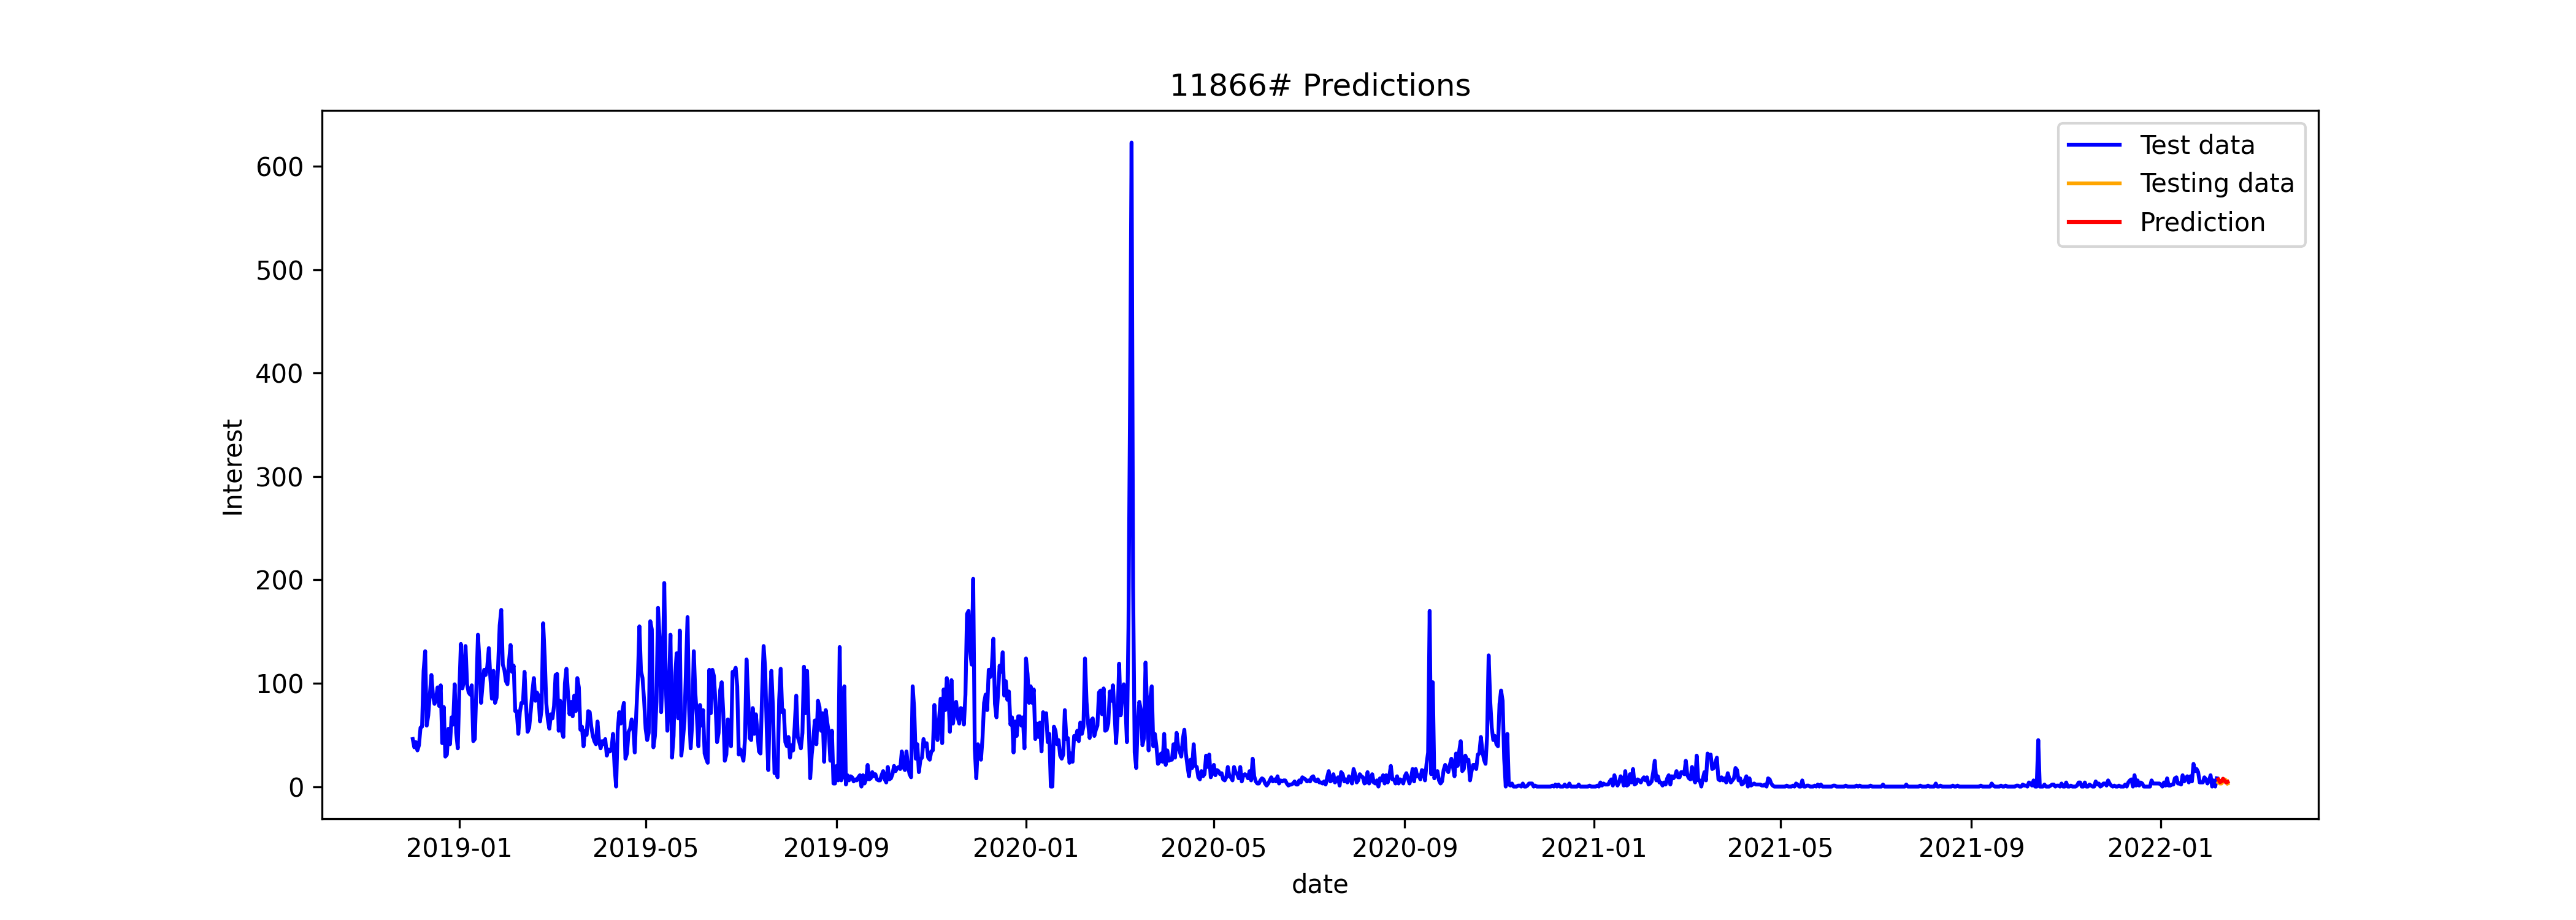 11866# Predictions
Test data
Testing data
Prediction
600
500
400
300
200
100
0
Interest
2019-01
2019-05
2019-09
2020-01
2020-05
2020-09
2021-01
2021-05
2021-09
2022-01
date